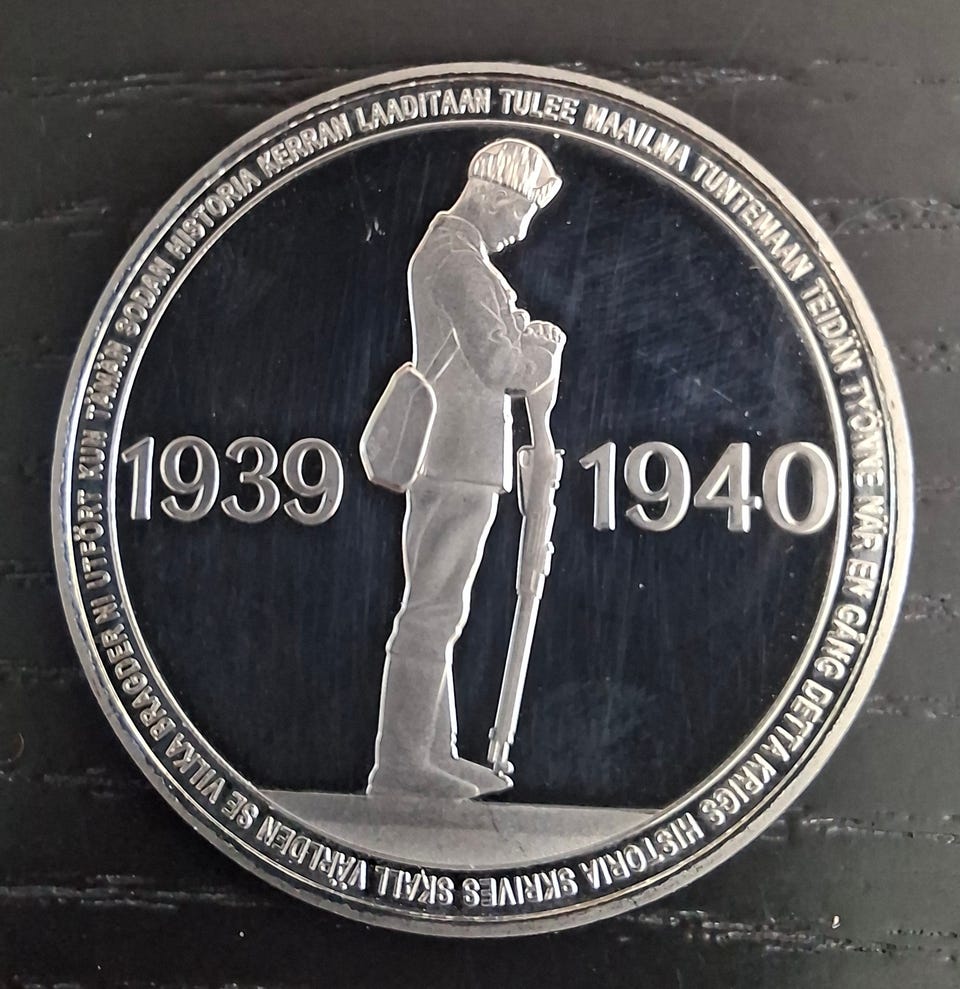 KUN TÄMÄN SODAN HISTORIA KERRAN LAADITAAN TULEE MAAILMA TUNTEMAAN TEIDÄN TYÖNNE
NÄR EN GÅNG DETTA KRIGS HISTORIA SKRIVES SKALL VÄRLDEN SE VILKA BRAGDER NI UTFÖRT
1939 1940